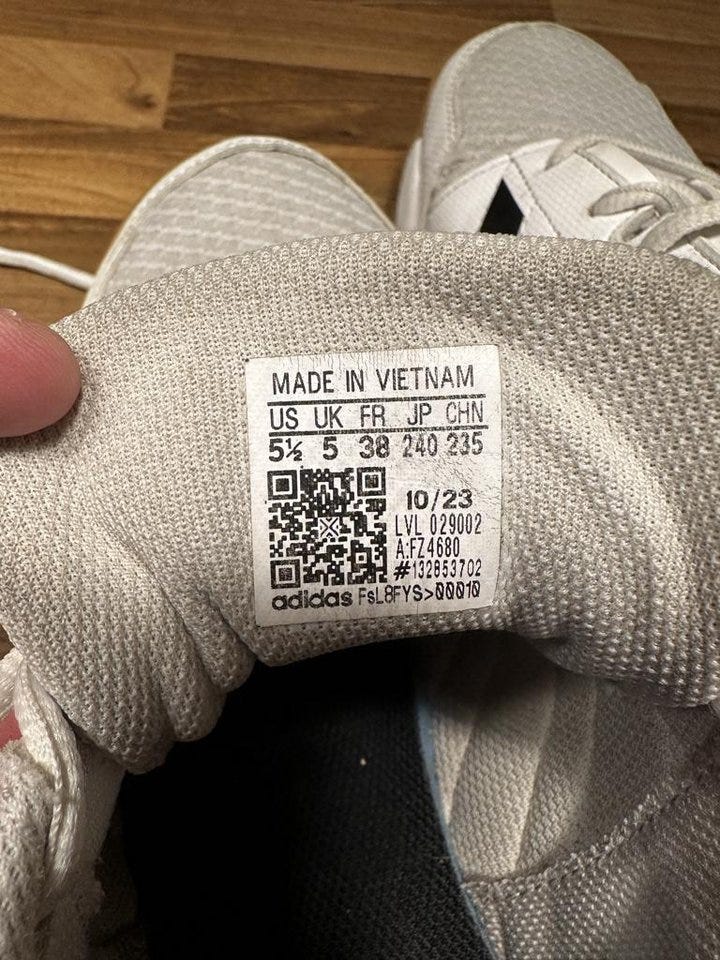 MADE IN VIETNAM
US UK FR JP CHN
5½ 5 38 240 235
10/23
LVL 029002
A:FZ4680
#132853702
adidas FsL8FYS>00010